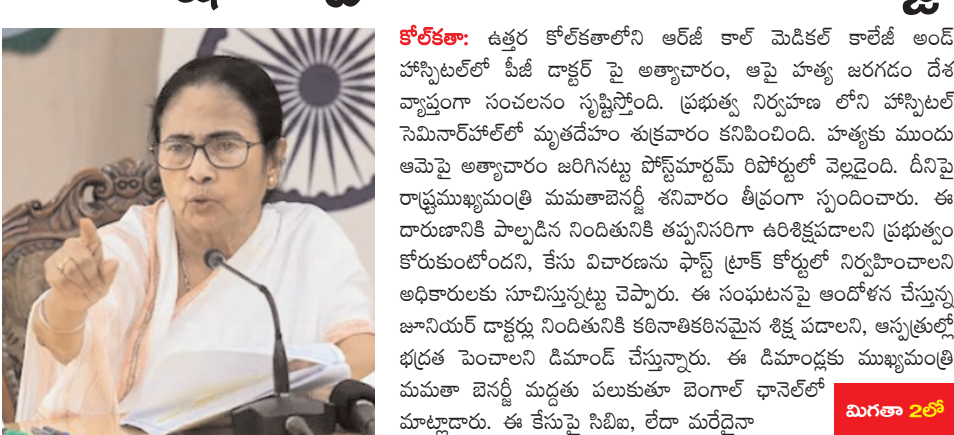 కోల్‌కతా: ఉత్తర కోల్‌కతాలోని ఆర్‌జీ కాల్ మెడికల్ కాలేజీ అండ్
హాస్పిటల్‌లో పీజీ డాక్టర్ పై అత్యాచారం, ఆపై హత్య జరగడం దేశ
వ్యాప్తంగా సంచలనం సృష్టిస్తోంది. ప్రభుత్వ నిర్వహణ లోని హాస్పిటల్
సెమినార్‌హాల్‌లో మృతదేహం శుక్రవారం కనిపించింది. హత్యకు ముందు
ఆమెపై అత్యాచారం జరిగినట్టు పోస్ట్‌మార్టమ్ రిపోర్టులో వెల్లడైంది. దీనిపై
రాష్ట్రముఖ్యమంత్రి మమతాబెనర్జీ శనివారం తీవ్రంగా స్పందించారు. ఈ
దారుణానికి పాల్పడిన నిందితునికి తప్పనిసరిగా ఉరిశిక్షపడాలని ప్రభుత్వం
కోరుకుంటోందని, కేసు విచారణను ఫాస్ట్ ట్రాక్ కోర్టులో నిర్వహించాలని
అధికారులకు సూచిస్తున్నట్టు చెప్పారు. ఈ సంఘటనపై ఆందోళన చేస్తున్న
జూనియర్ డాక్టర్లు నిందితునికి కఠినాతికఠినమైన శిక్ష పడాలని, ఆస్పత్రుల్లో
భద్రత పెంచాలని డిమాండ్ చేస్తున్నారు. ఈ డిమాండ్లకు ముఖ్యమంత్రి
మమతా బెనర్జీ మద్దతు పలుకుతూ బెంగాల్ ఛానెల్‌లో
మాట్లాడారు. ఈ కేసుపై సిబిఐ, లేదా మరేదైనా
మిగతా 2లో